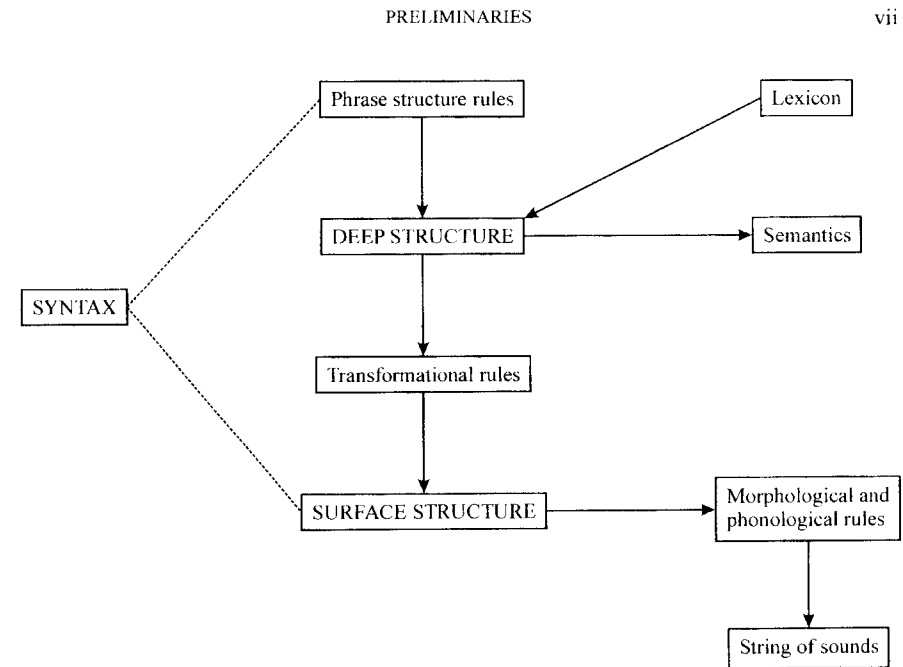 PRELIMINARIES vii
Phrase structure rules
Lexicon
DEEP STRUCTURE
Semantics
SYNTAX
Transformational rules
SURFACE STRUCTURE
Morphological and
phonological rules
String of sounds